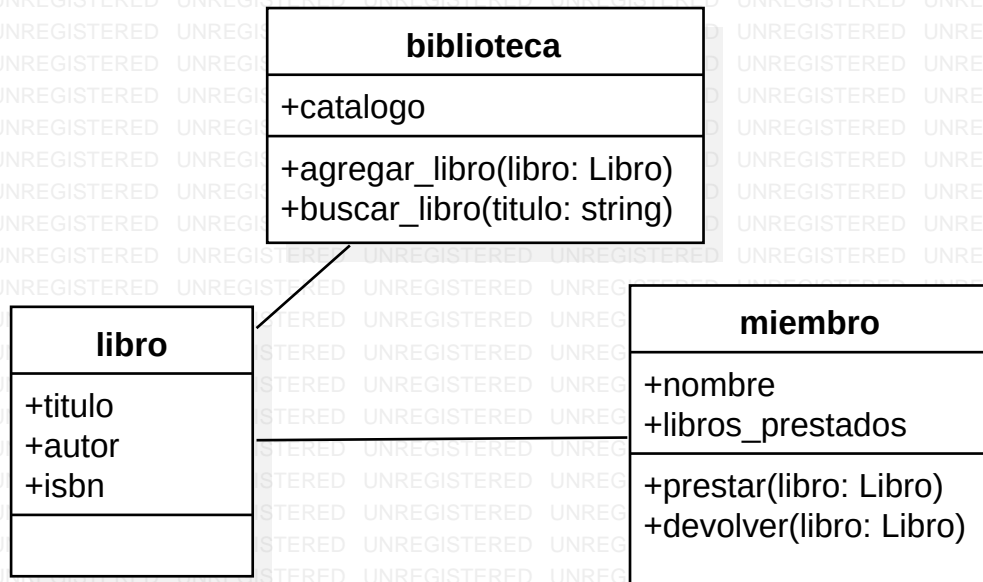 biblioteca
+catalogo
+agregar_libro(libro: Libro)
+buscar_libro(titulo: string)
libro
+titulo
+autor
+isbn
miembro
+nombre
+libros_prestados
+prestar(libro: Libro)
+devolver(libro: Libro)
UNREGISTERED